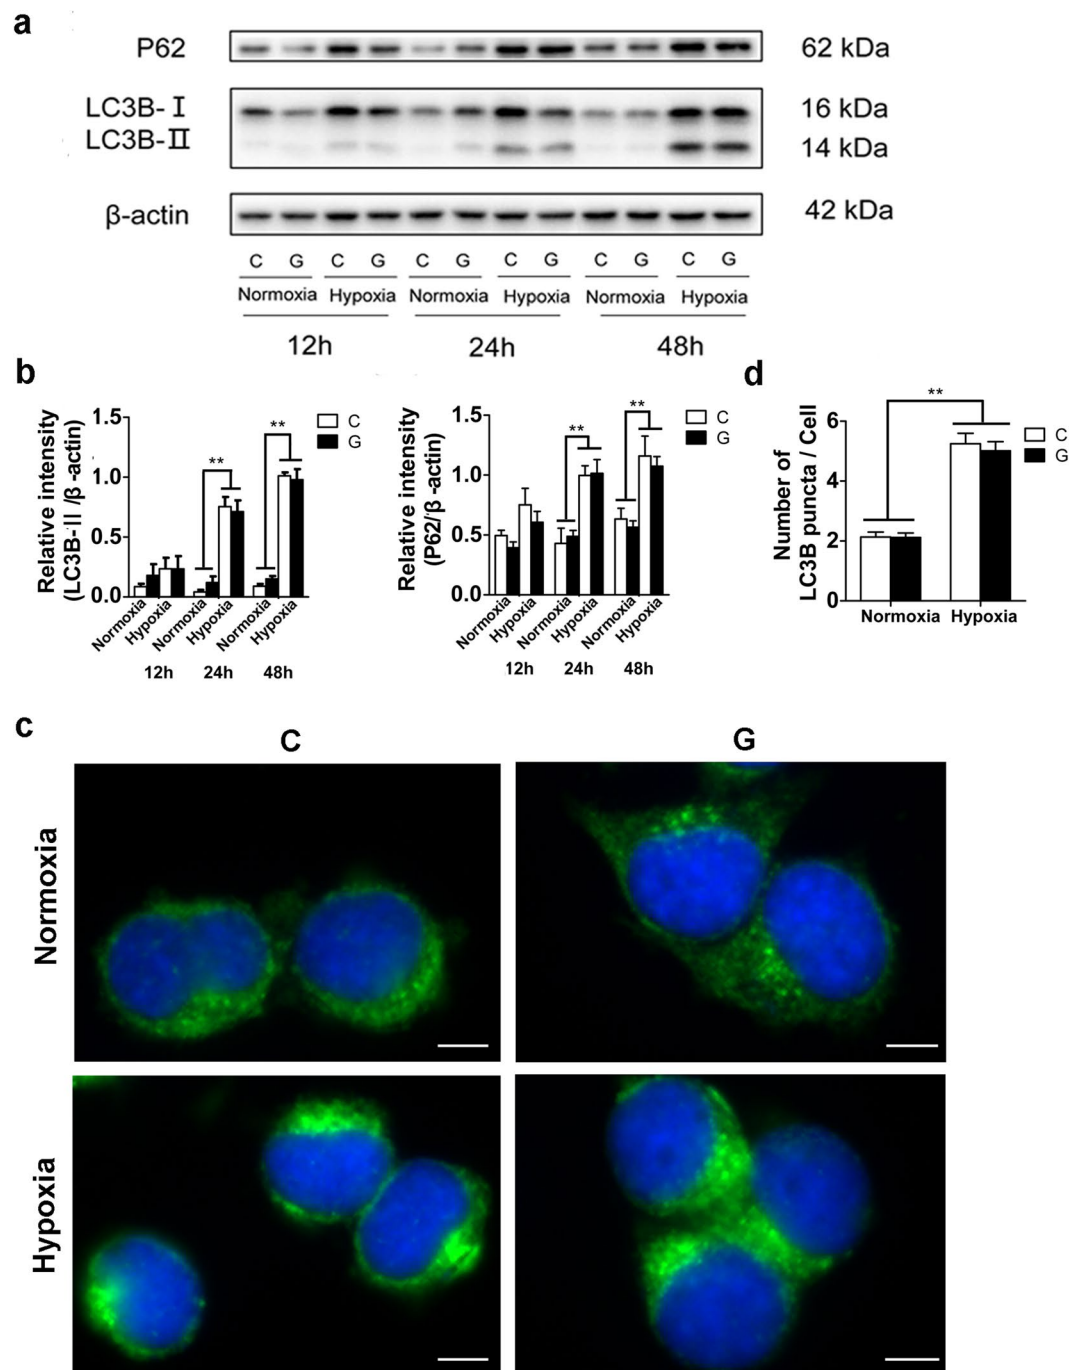 a
P62 62 kDa
LC3B-Ⅰ 16 kDa
LC3B-Ⅱ 14 kDa
β-actin 42 kDa
C G C G C G C G C G C G
Normoxia Hypoxia Normoxia Hypoxia Normoxia Hypoxia
12h 24h 48h
b
Relative intensity
(LC3B-Ⅱ/β-actin)
1.5
1.0
0.5
0.0
**
**
C
G
Normoxia
Hypoxia
Normoxia
Hypoxia
Normoxia
Hypoxia
12h 24h 48h
Relative intensity
(P62/β-actin)
1.5
1.0
0.5
0.0
**
**
C
G
Normoxia
Hypoxia
Normoxia
Hypoxia
Normoxia
Hypoxia
12h 24h 48h
d
Number of
LC3B puncta / Cell
6
4
2
0
**
C
G
Normoxia Hypoxia
c
C G
Normoxia
Hypoxia